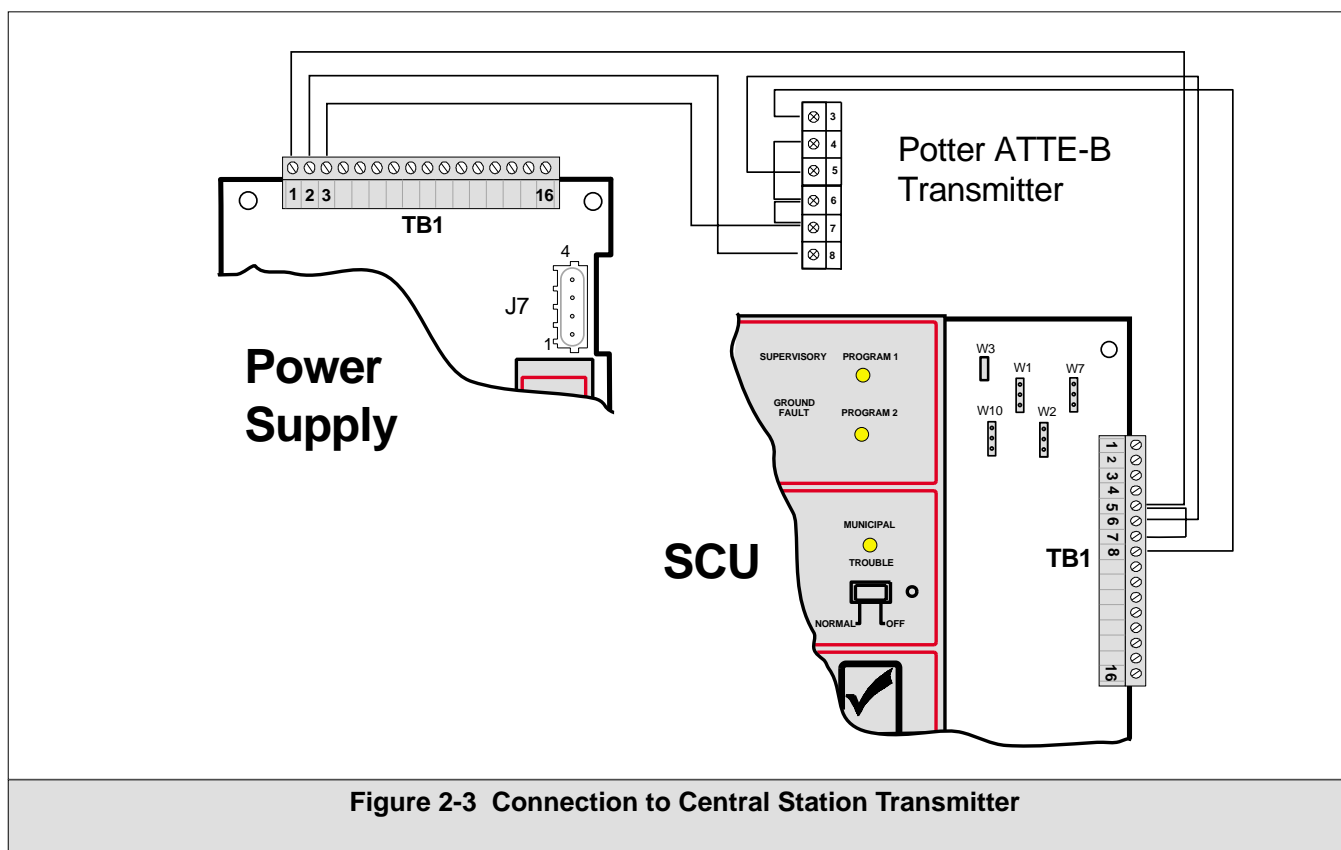 3
4
5
6
7
8
Potter ATTE-B
Transmitter
1 2 3 16
TB1
4
J7
1
Power
Supply
SUPERVISORY PROGRAM 1
GROUND
FAULT
PROGRAM 2
W3
W1
W7
W10
W2
1
2
3
4
5
6
7
8
16
TB1
SCU
MUNICIPAL
TROUBLE
NORMAL OFF
Figure 2-3 Connection to Central Station Transmitter